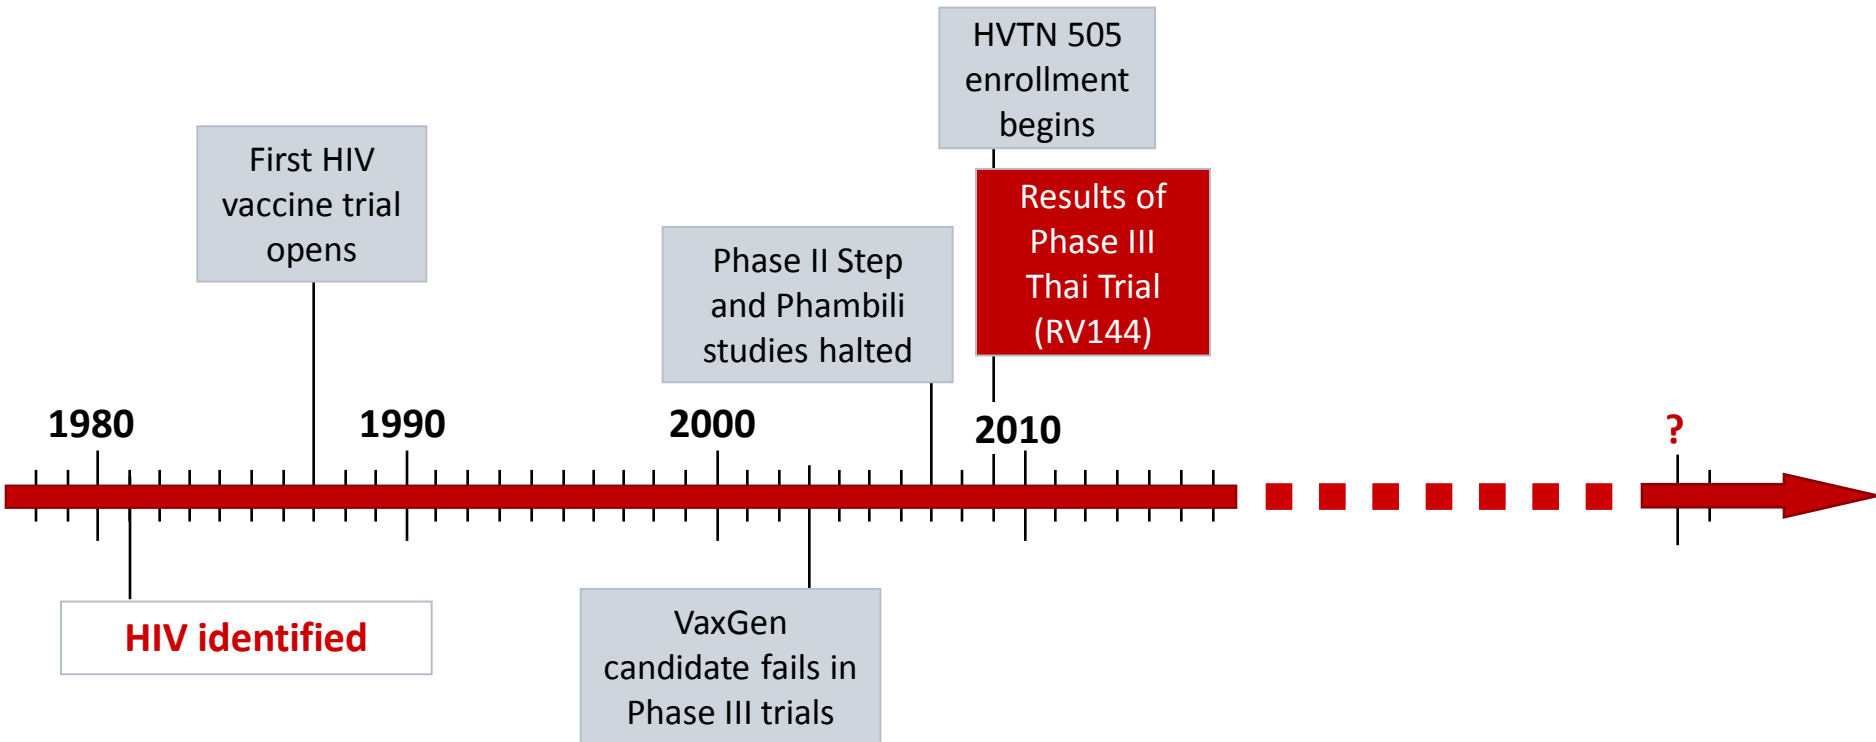 HVTN 505
enrollment
begins
First HIV
vaccine trial
opens
Results of
Phase III
Thai Trial
(RV144)
Phase II Step
and Phambili
studies halted
1980
1990
2000
2010
?
HIV identified
VaxGen
candidate fails in
Phase III trials